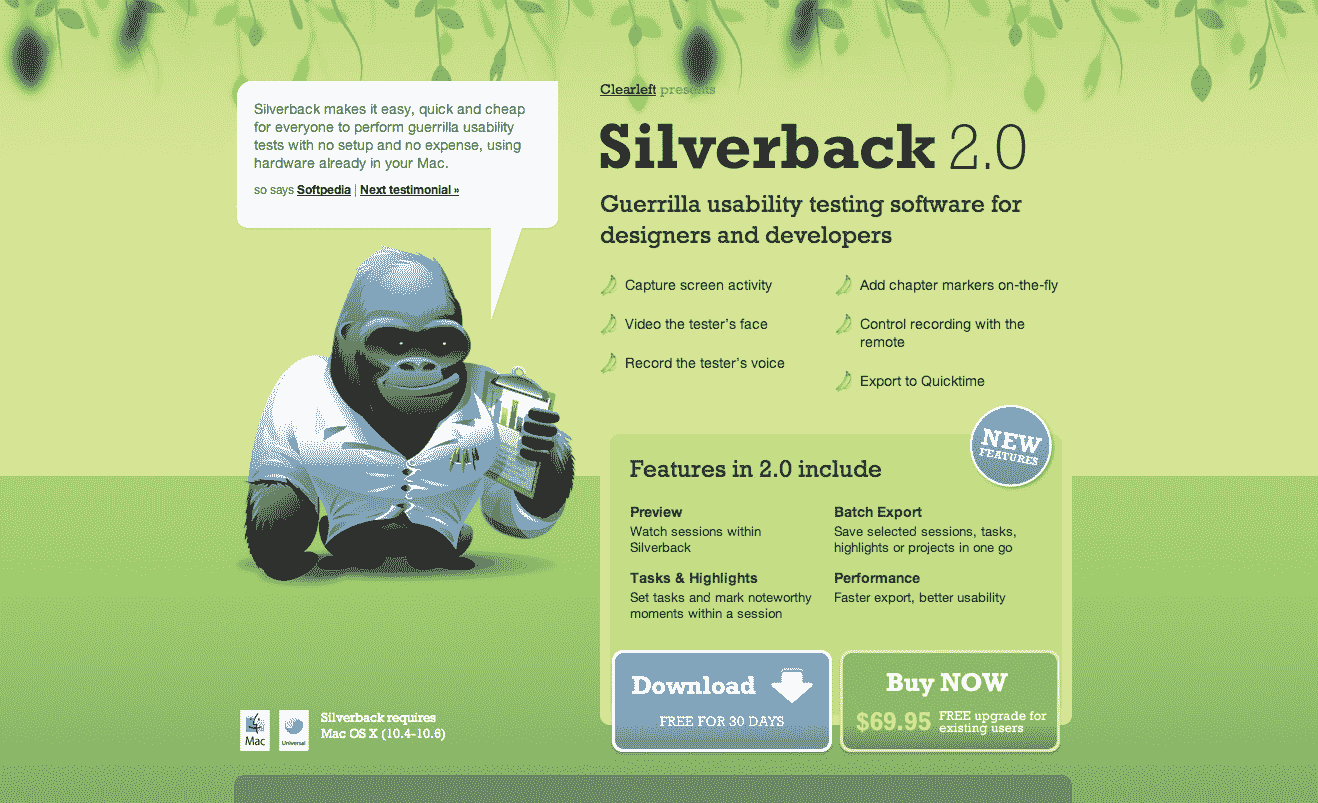 Silverback makes it easy, quick and cheap
for everyone to perform guerrilla usability
tests with no setup and no expense, using
hardware already in your Mac.
so says Softpedia | Next testimonial »
Clearleft presents
Silverback 2.0
Guerrilla usability testing software for
designers and developers
Capture screen activity
Video the tester's face
Record the tester's voice
Add chapter markers on-the-fly
Control recording with the
remote
Export to Quicktime
NEW
FEATURES
Features in 2.0 include
Preview
Watch sessions within
Silverback
Tasks & Highlights
Set tasks and mark noteworthy
moments within a session
Batch Export
Save selected sessions, tasks,
highlights or projects in one go
Performance
Faster export, better usability
Download
FREE FOR 30 DAYS
Buy NOW
$69.95 FREE upgrade for
existing users
Mac
Universal
Silverback requires
Mac OS X (10.4-10.6)